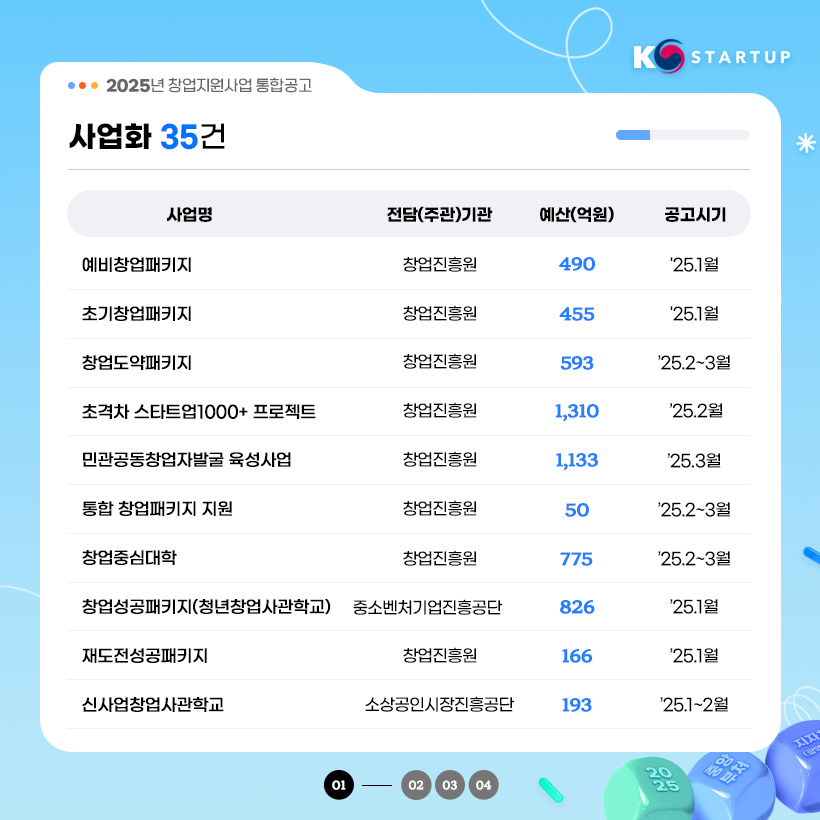 K STARTUP
2025년 창업지원사업 통합공고
사업화 35건
사업명 전담(주관)기관 예산(억원) 공고시기
예비창업패키지 창업진흥원 490 '25.1월
초기창업패키지 창업진흥원 455 '25.1월
창업도약패키지 창업진흥원 593 '25.2~3월
초격차 스타트업1000+ 프로젝트 창업진흥원 1,310 '25.2월
민관공동창업자발굴 육성사업 창업진흥원 1,133 '25.3월
통합 창업패키지 지원 창업진흥원 50 '25.2~3월
창업중심대학 창업진흥원 775 '25.2~3월
창업성공패키지(청년창업사관학교) 중소벤처기업진흥공단 826 '25.1월
재도전성공패키지 창업진흥원 166 '25.1월
신사업창업사관학교 소상공인시장진흥공단 193 '25.1~2월
01 02 03 04
20
25